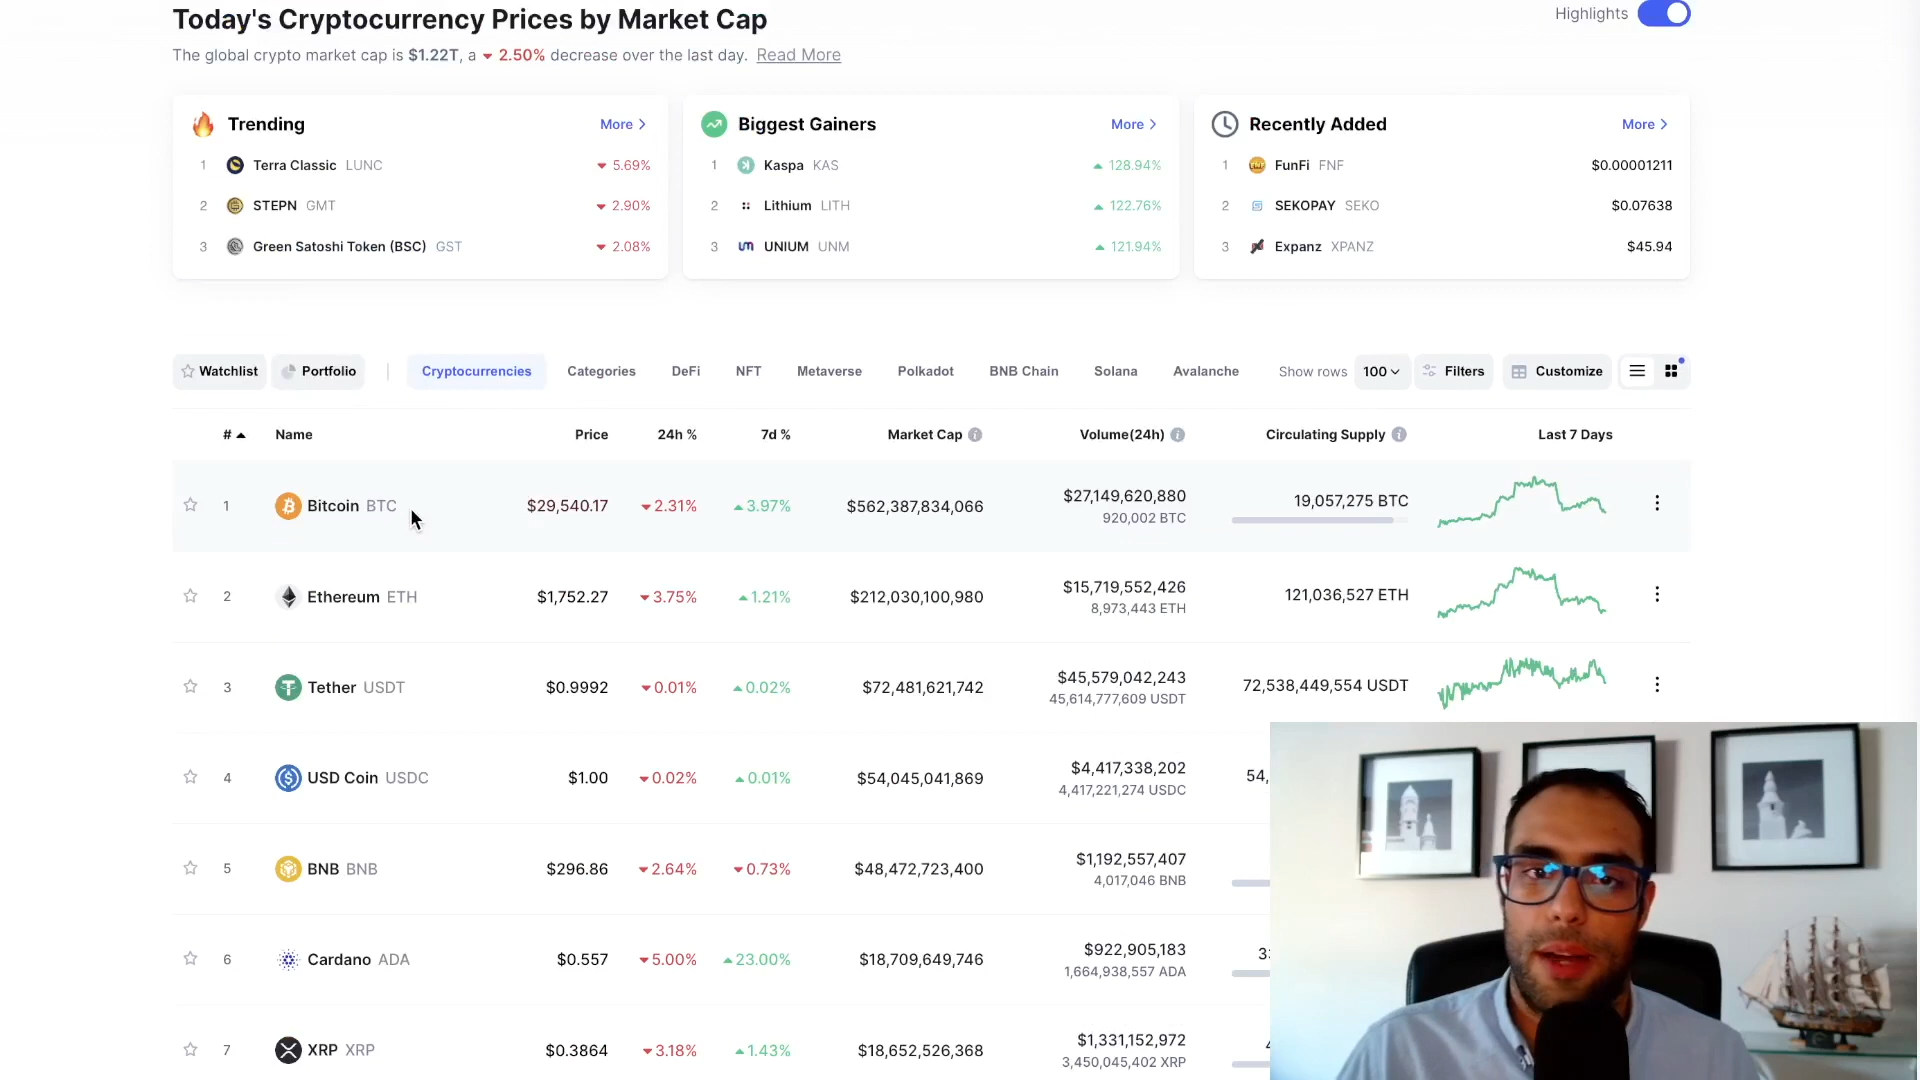 Today's Cryptocurrency Prices by Market Cap
Highlights
The global crypto market cap is $1.22T, a 2.50% decrease over the last day. Read More
Trending More >
1 Terra Classic LUNC 5.69%
2 STEPN GMT 2.90%
3 Green Satoshi Token (BSC) GST 2.08%
Biggest Gainers More >
1 Kaspa KAS 128.94%
2 Lithium LITH 122.76%
3 UNIUM UNM 121.94%
Recently Added More >
1 FunFi FNF $0.00001211
2 SEKOPAY SEKO $0.07638
3 Expanz XPANZ $45.94
Watchlist Portfolio Cryptocurrencies Categories DeFi NFT Metaverse Polkadot BNB Chain Solana Avalanche Show rows 100 Filters Customize
# Name Price 24h % 7d % Market Cap Volume(24h) Circulating Supply Last 7 Days
1 Bitcoin BTC $29,540.17 2.31% 3.97% $562,387,834,066 $27,149,620,880 19,057,275 BTC
920,002 BTC
2 Ethereum ETH $1,752.27 3.75% 1.21% $212,030,100,980 $15,719,552,426 121,036,527 ETH
8,973,443 ETH
3 Tether USDT $0.9992 0.01% 0.02% $72,481,621,742 $45,579,042,243 72,538,449,554 USDT
45,614,777,609 USDT
4 USD Coin USDC $1.00 0.02% 0.01% $54,045,041,869 $4,417,338,202 54,
4,417,221,274 USDC
5 BNB BNB $296.86 2.64% 0.73% $48,472,723,400 $1,192,557,407
4,017,046 BNB
6 Cardano ADA $0.557 5.00% 23.00% $18,709,649,746 $922,905,183
1,664,938,557 ADA
7 XRP XRP $0.3864 3.18% 1.43% $18,652,526,368 $1,331,152,972
3,450,045,402 XRP